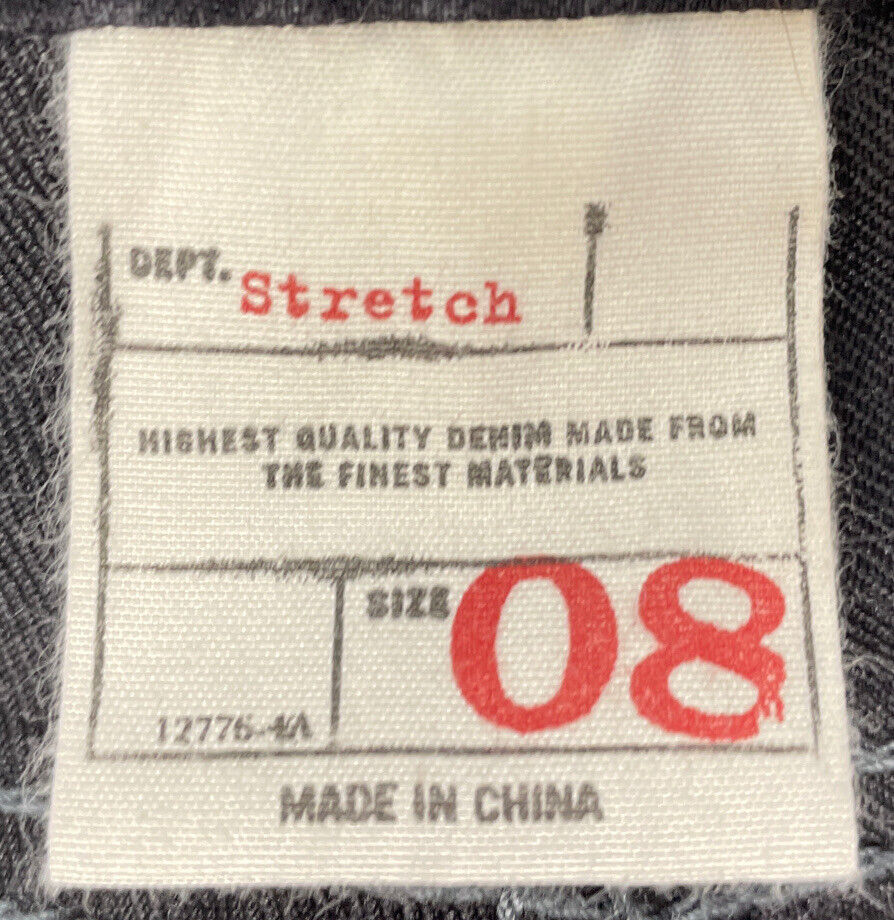 DEPT. Stretch
HIGHEST QUALITY DENIM MADE FROM
THE FINEST MATERIALS
SIZE 08
12776-4A
MADE IN CHINA